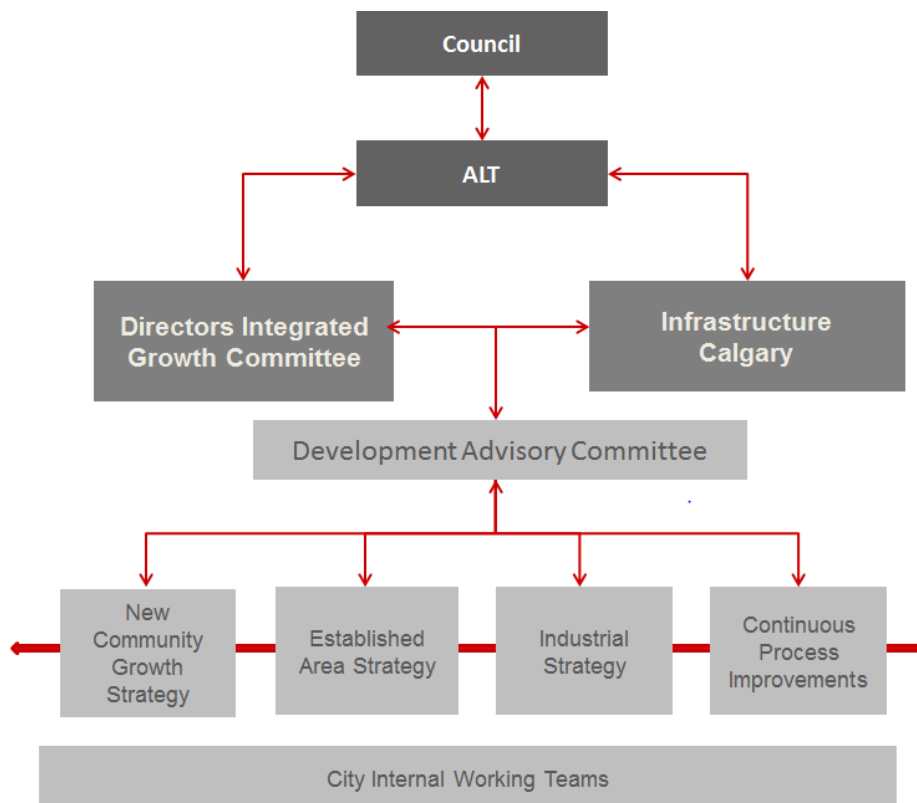 Council
ALT
Directors Integrated
Growth Committee
Infrastructure
Calgary
Development Advisory Committee
New
Community
Growth
Strategy
Established
Area Strategy
Industrial
Strategy
Continuous
Process
Improvements
City Internal Working Teams